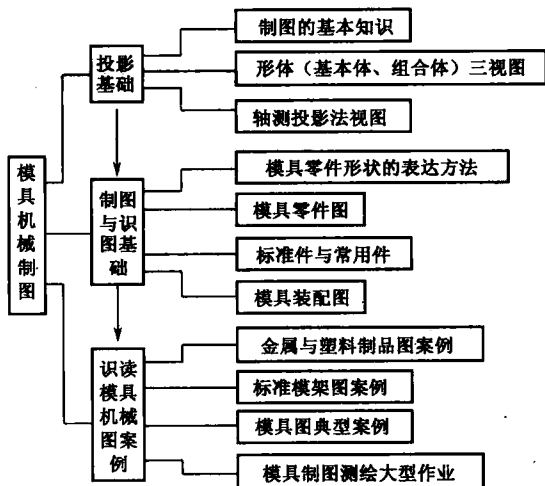 模具机械制图
投影
基础
制图的基本知识
形体（基本体、组合体）三视图
轴测投影法视图
制图
与识
图基
础
模具零件形状的表达方法
模具零件图
标准件与常用件
模具装配图
识读
模具
机械
图案
例
金属与塑料制品图案例
标准模架图案例
模具图典型案例
模具制图测绘大型作业